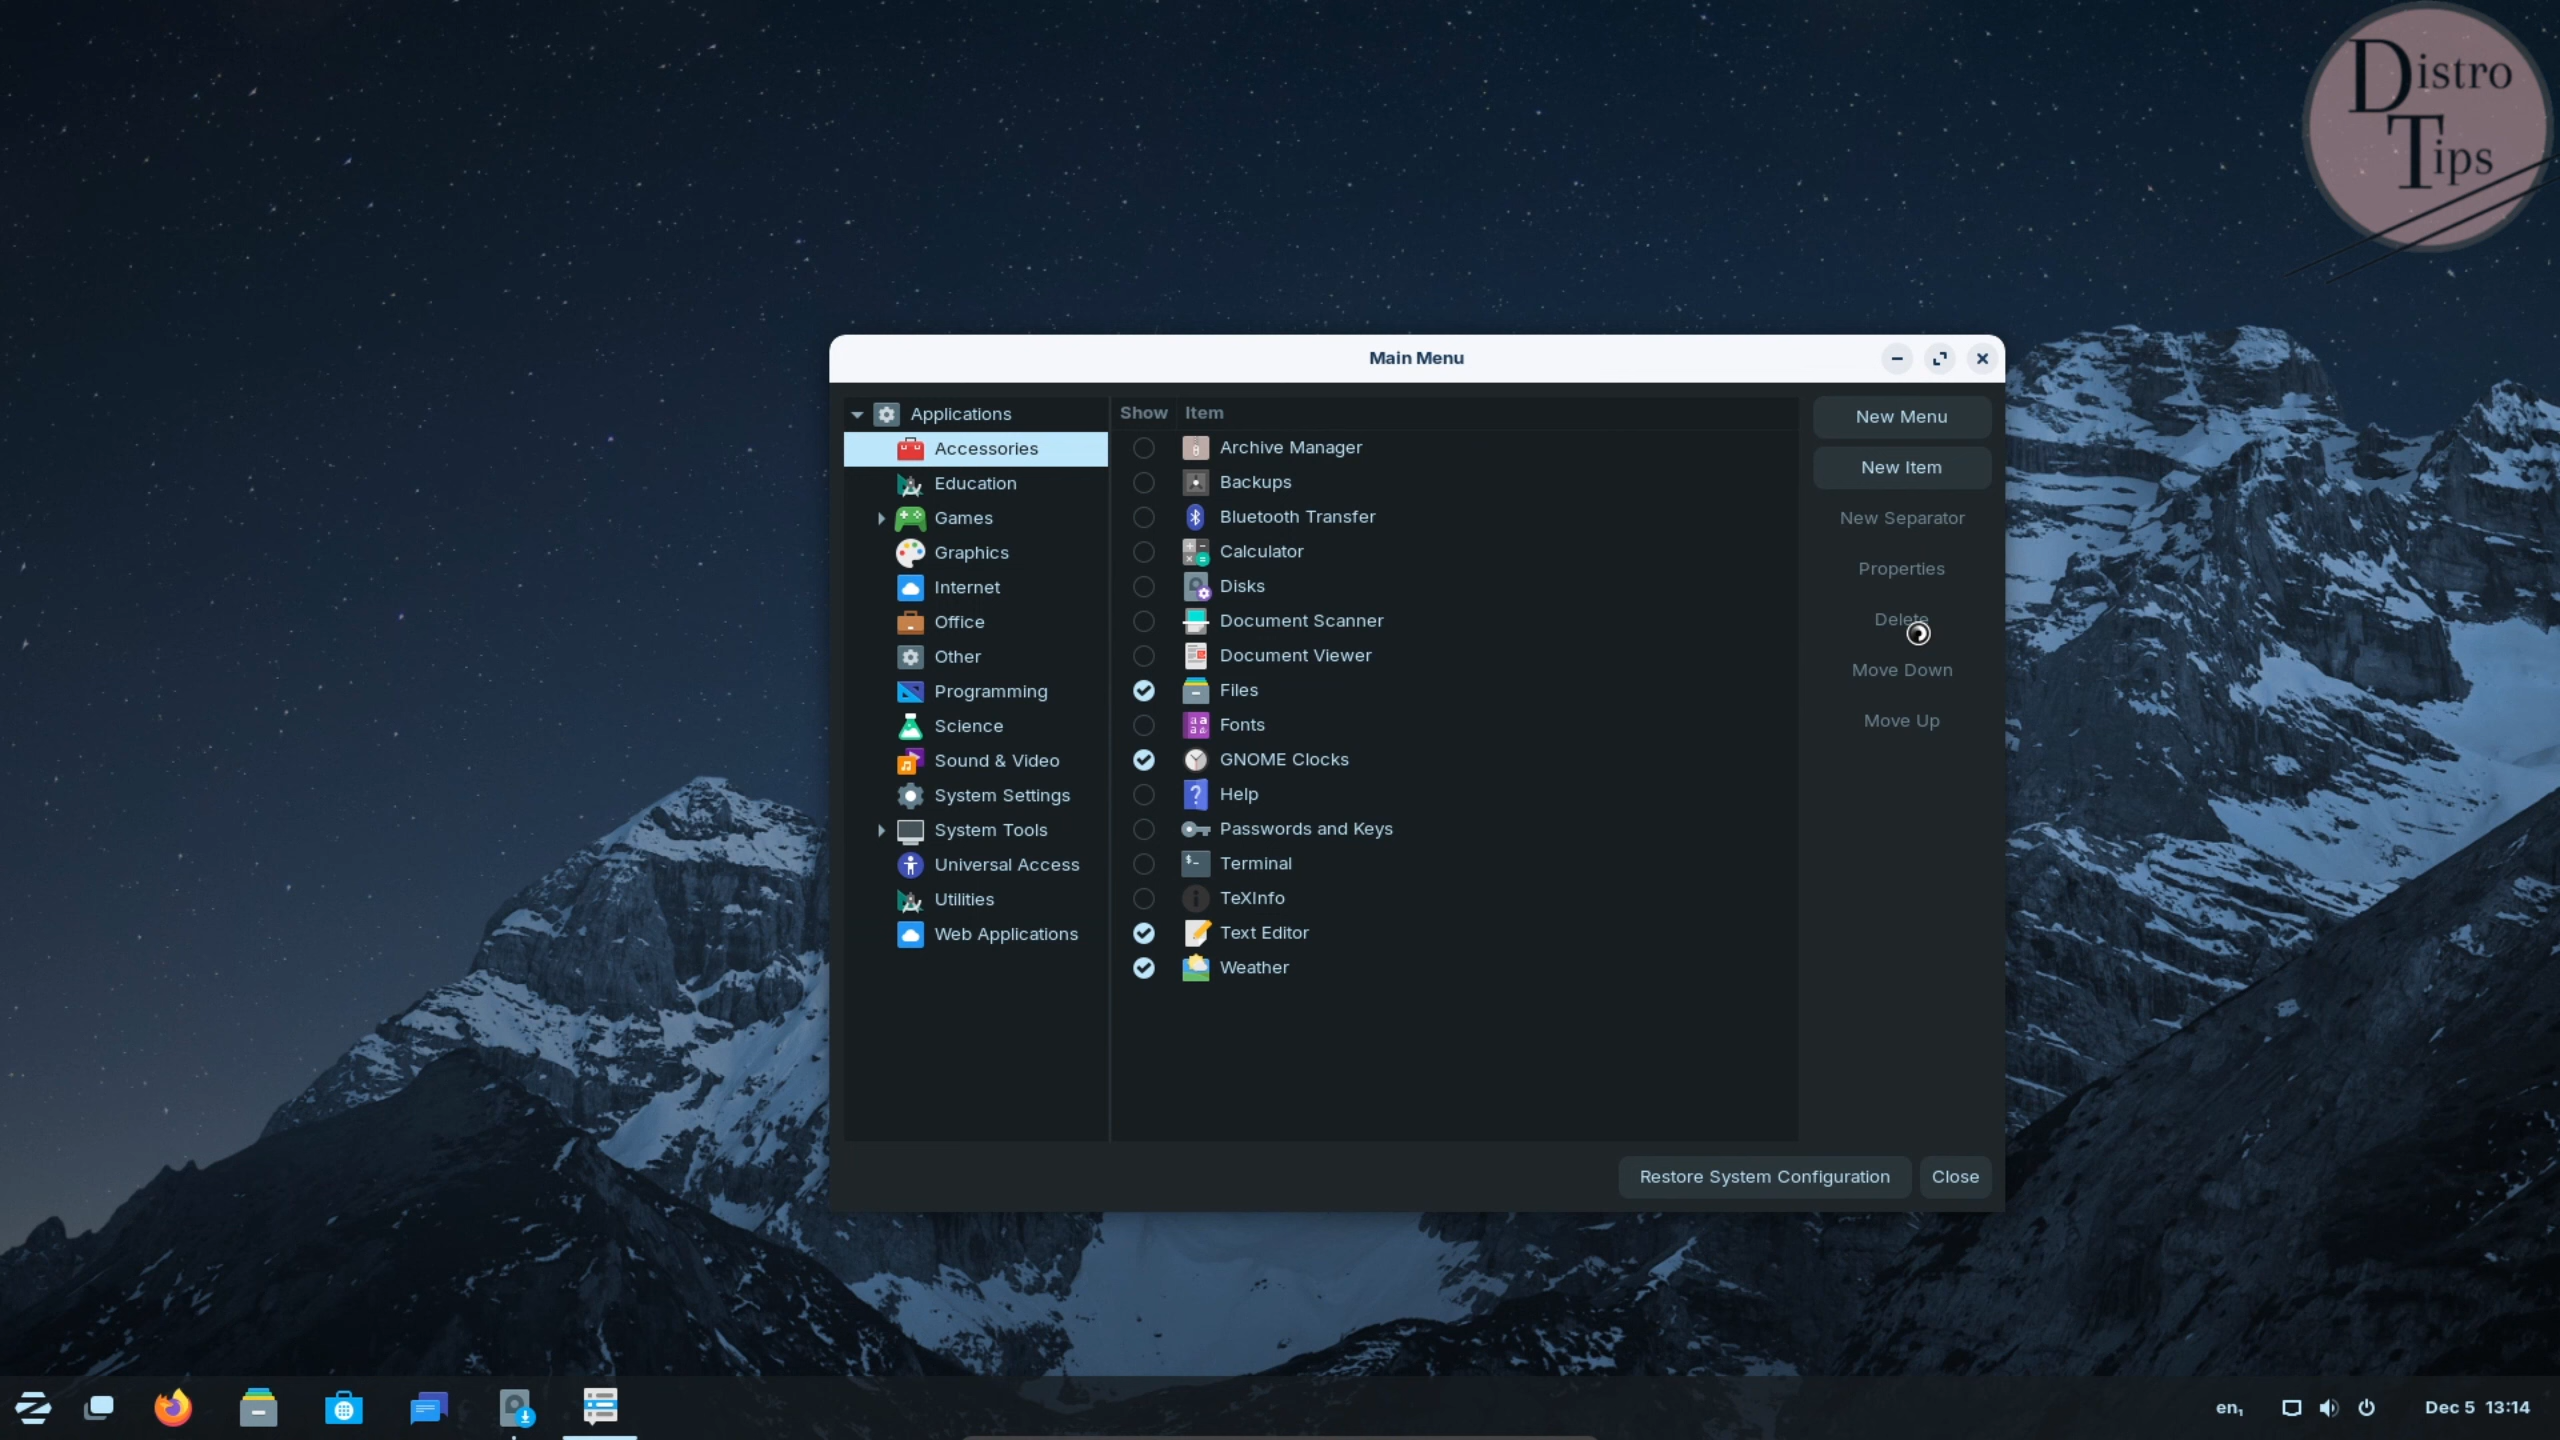 Distro
Tips
Main Menu
Applications
Accessories
Education
Games
Graphics
Internet
Office
Other
Programming
Science
Sound & Video
System Settings
System Tools
Universal Access
Utilities
Web Applications
Show Item
Archive Manager
Backups
Bluetooth Transfer
Calculator
Disks
Document Scanner
Document Viewer
Files
Fonts
GNOME Clocks
Help
Passwords and Keys
Terminal
TeXInfo
Text Editor
Weather
New Menu
New Item
New Separator
Properties
Delete
Move Down
Move Up
Restore System Configuration Close
en₁ Dec 5 13:14